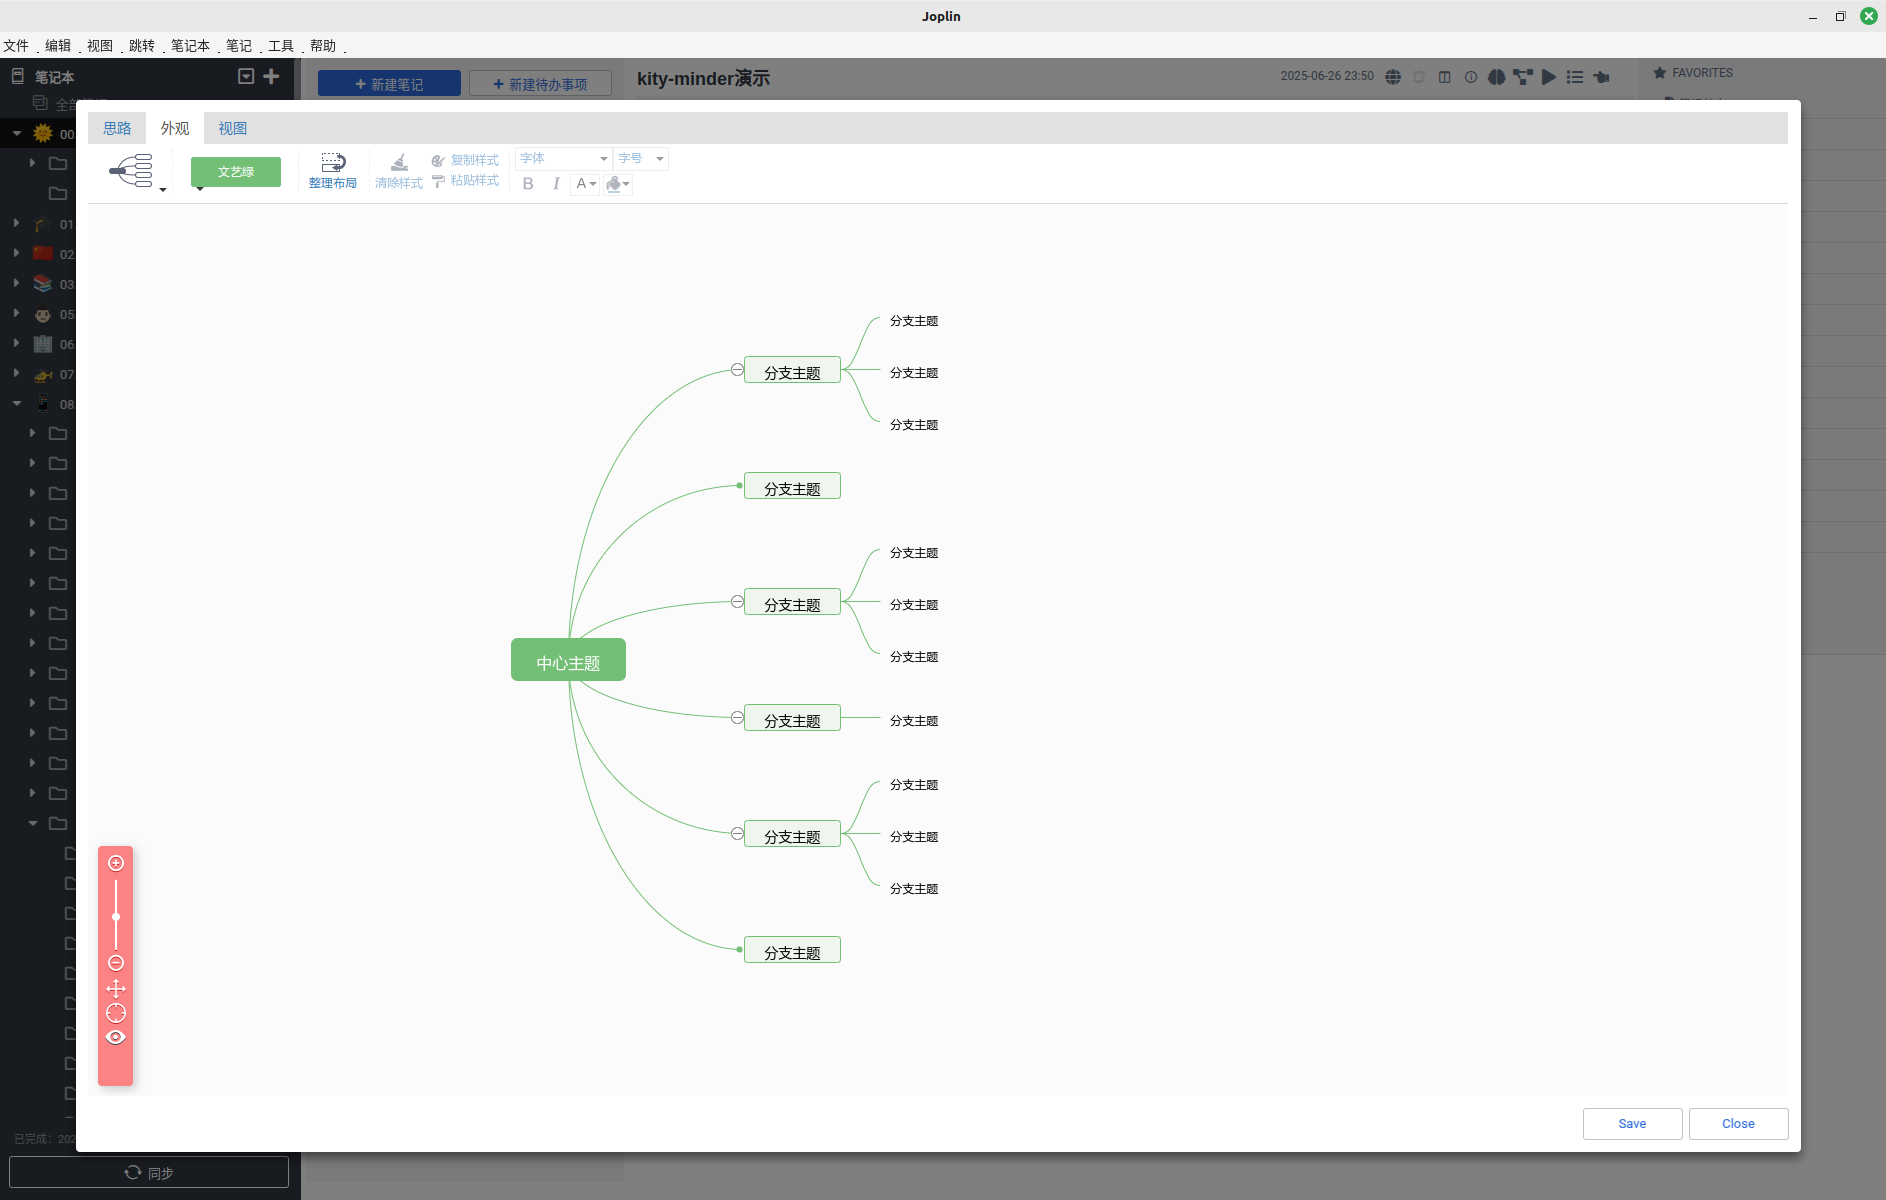 Joplin
文件 编辑 视图 跳转 笔记本 笔记 工具 帮助
笔记本
新建笔记
新建待办事项
kity-minder演示
2025-06-26 23:50
FAVORITES
00.
01
02
03
05
06
07
08
思路 外观 视图
文艺绿
整理布局
清除样式
复制样式
粘贴样式
字体
字号
B I A
分支主题
分支主题
分支主题
分支主题
分支主题
分支主题
分支主题
分支主题
分支主题
中心主题
分支主题
分支主题
分支主题
分支主题
分支主题
分支主题
分支主题
Save
Close
已完成：202
同步